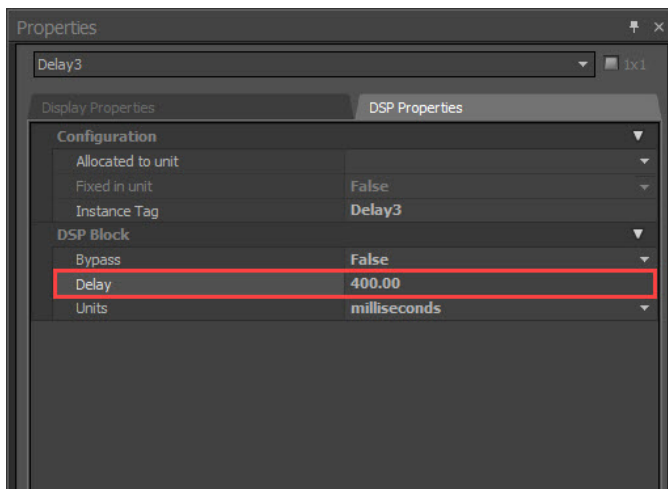 Properties
Delay3 1x1
Display Properties DSP Properties
Configuration
Allocated to unit
Fixed in unit False
Instance Tag Delay3
DSP Block
Bypass False
Delay 400.00
Units milliseconds